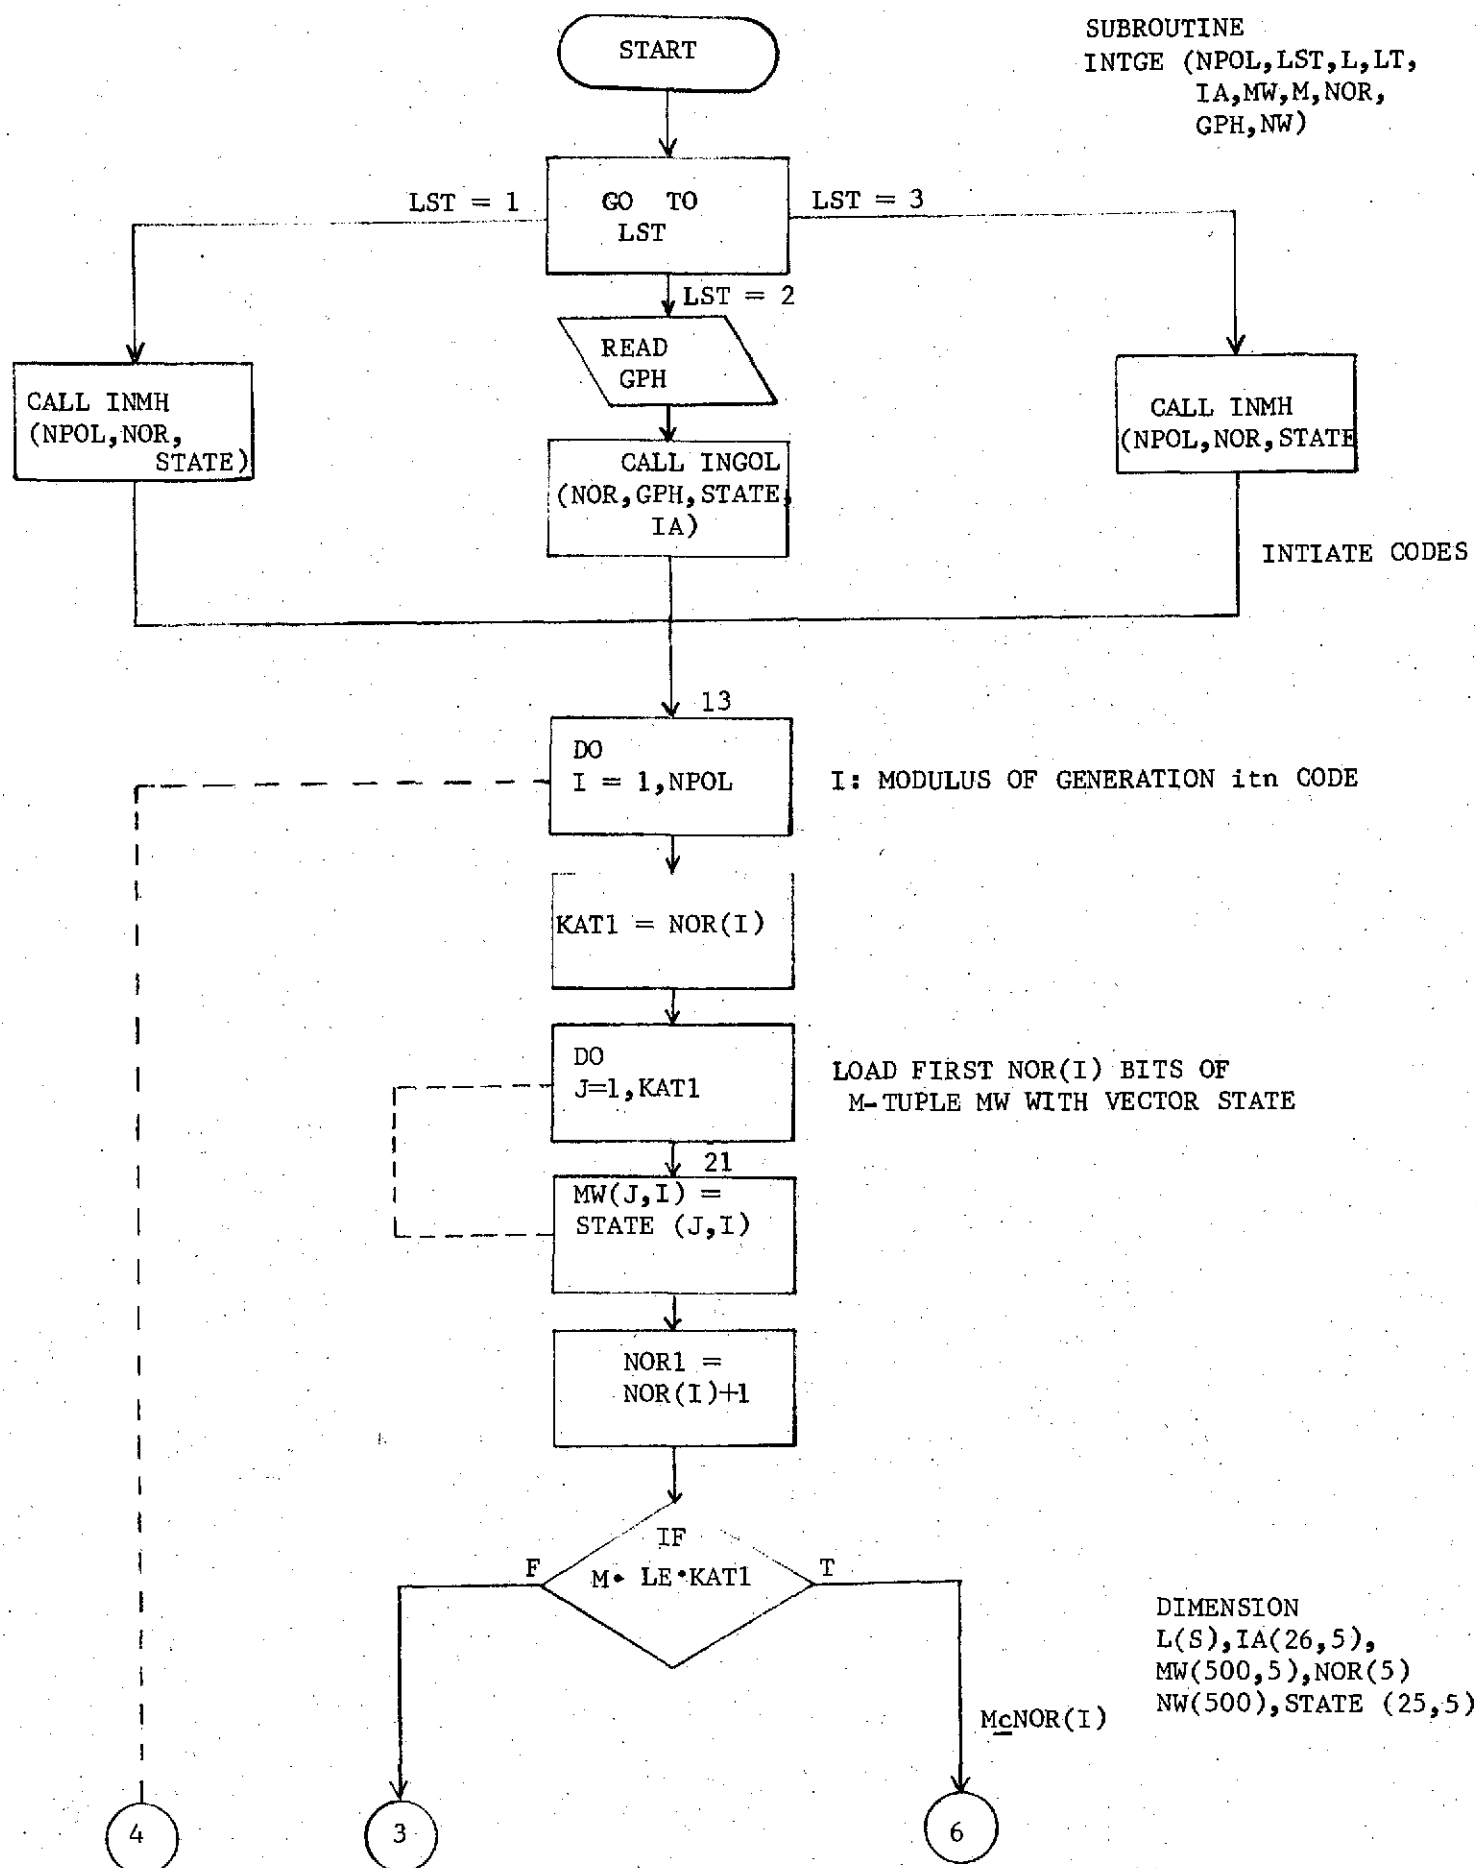 START
SUBROUTINE
INTGE (NPOL,LST,L,LT,
IA,MW,M,NOR,
GPH,NW)
LST = 1
GO TO
LST
LST = 3
LST = 2
READ
GPH
CALL INMH
(NPOL,NOR,
STATE)
CALL INGOL
(NOR,GPH,STATE,
IA)
CALL INMH
(NPOL,NOR,STATE
INTIATE CODES
13
DO
I = 1,NPOL
I: MODULUS OF GENERATION itn CODE
KAT1 = NOR(I)
DO
J=1,KAT1
LOAD FIRST NOR(I) BITS OF
M-TUPLE MW WITH VECTOR STATE
21
MW(J,I) =
STATE (J,I)
NOR1 =
NOR(I)+1
IF
M• LE•KAT1
F
T
DIMENSION
L(S),IA(26,5),
MW(500,5),NOR(5)
NW(500),STATE (25,5)
McNOR(I)
4
3
6